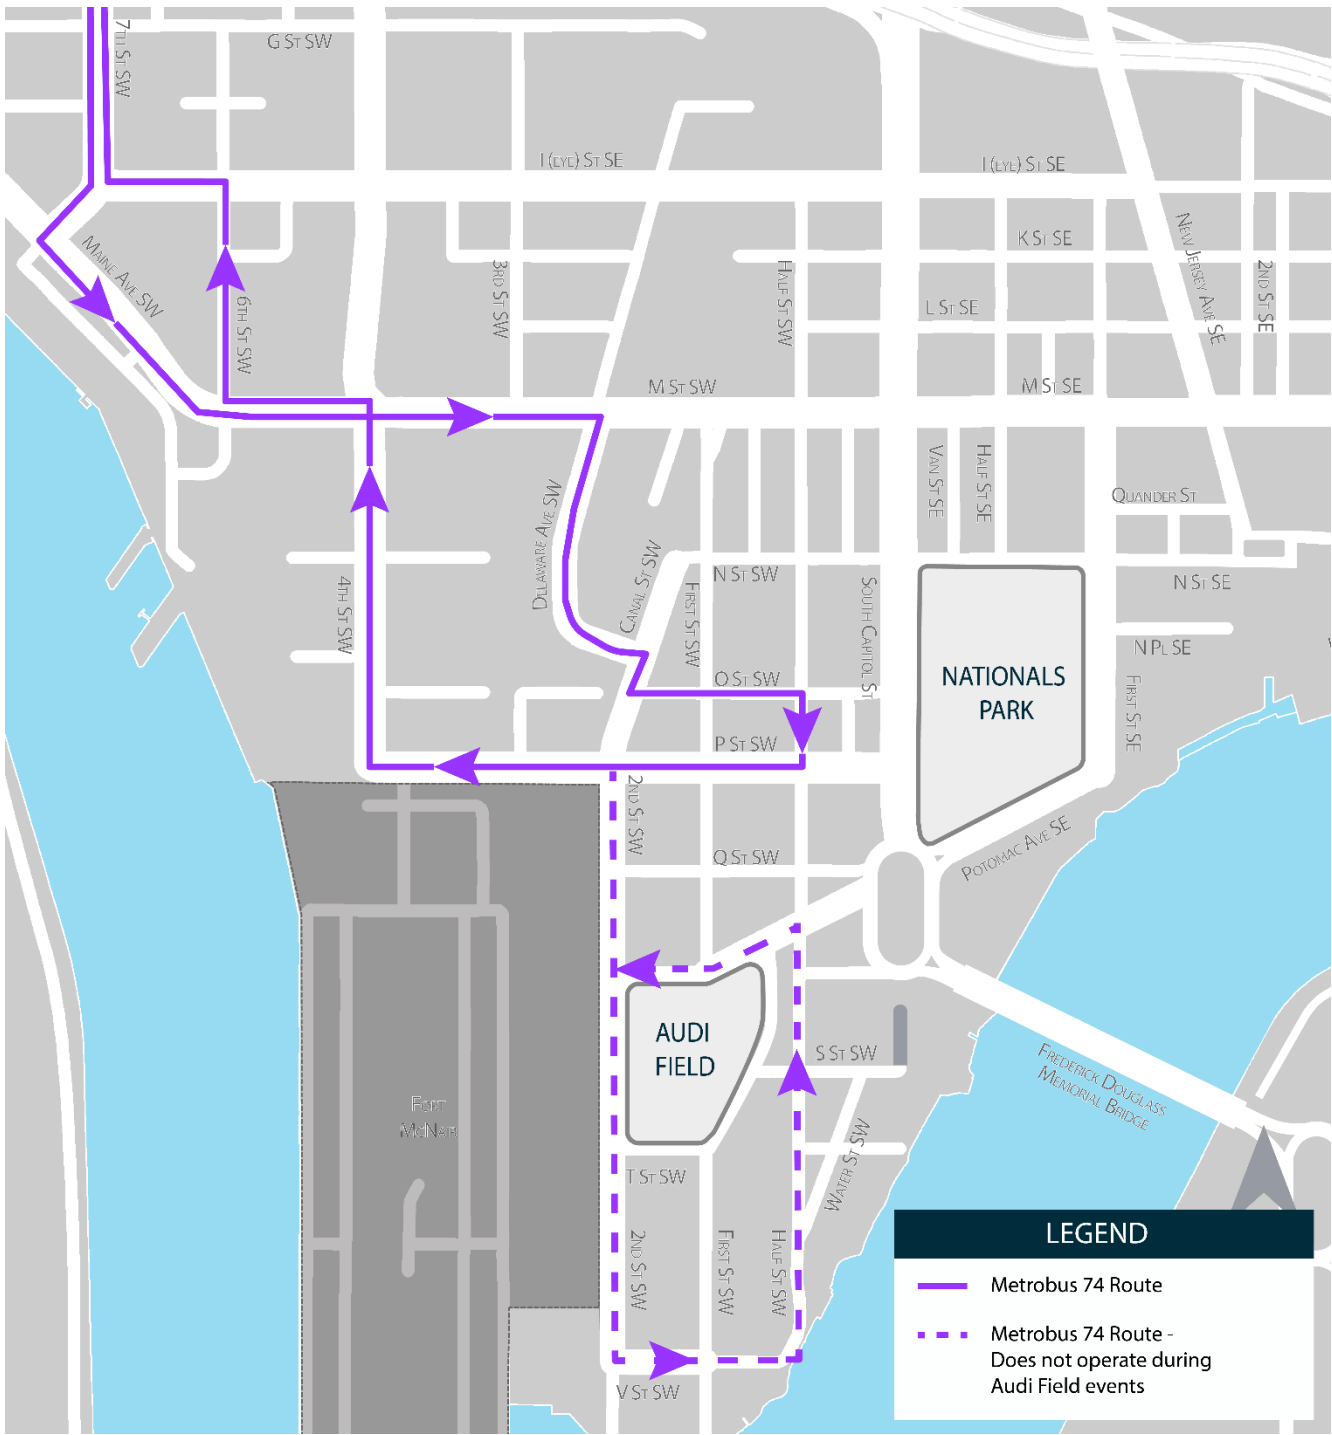 7th St SW
G St SW
I (eye) St SE
I (eye) St SE
Maine Ave SW
6th St SW
3rd St SW
Half St SW
K St SE
L St SE
New Jersey Ave SE
2nd St SE
M St SW
M St SE
Delaware Ave SW
Canal St SW
Van St SE
Half St SE
Quander St
4th St SW
N St SW
First St SW
South Capitol St
N St SE
N Pl SE
First St SE
O St SW
NATIONALS
PARK
P St SW
2nd St SW
Q St SW
Potomac Ave SE
AUDI
FIELD
S St SW
Frederick Douglass
Memorial Bridge
Fort
McNair
Water St SW
T St SW
2nd St SW
First St SW
Half St SW
V St SW
LEGEND
Metrobus 74 Route
Metrobus 74 Route -
Does not operate during
Audi Field events